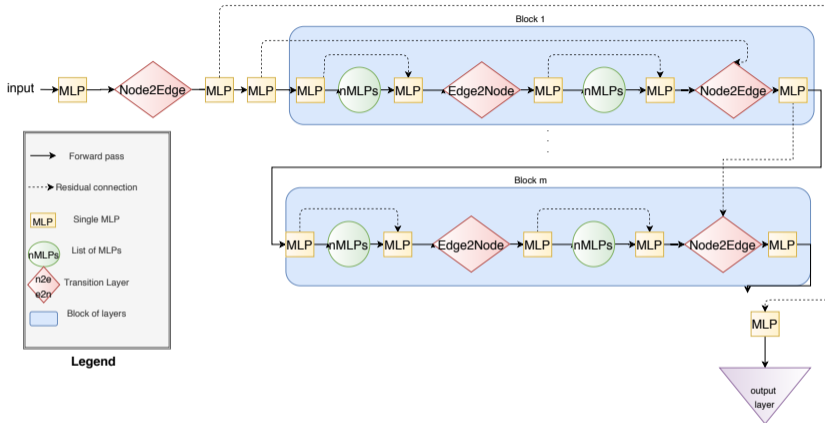 Block 1
input
MLP
Node2Edge
MLP
MLP
MLP
nMLPs
MLP
Edge2Node
MLP
nMLPs
MLP
Node2Edge
MLP
Forward pass
Residual connection
MLP
Single MLP
nMLPs
List of MLPs
n2e
e2n
Transition Layer
Block of layers
Legend
Block m
MLP
nMLPs
MLP
Edge2Node
MLP
nMLPs
MLP
Node2Edge
MLP
MLP
output
layer